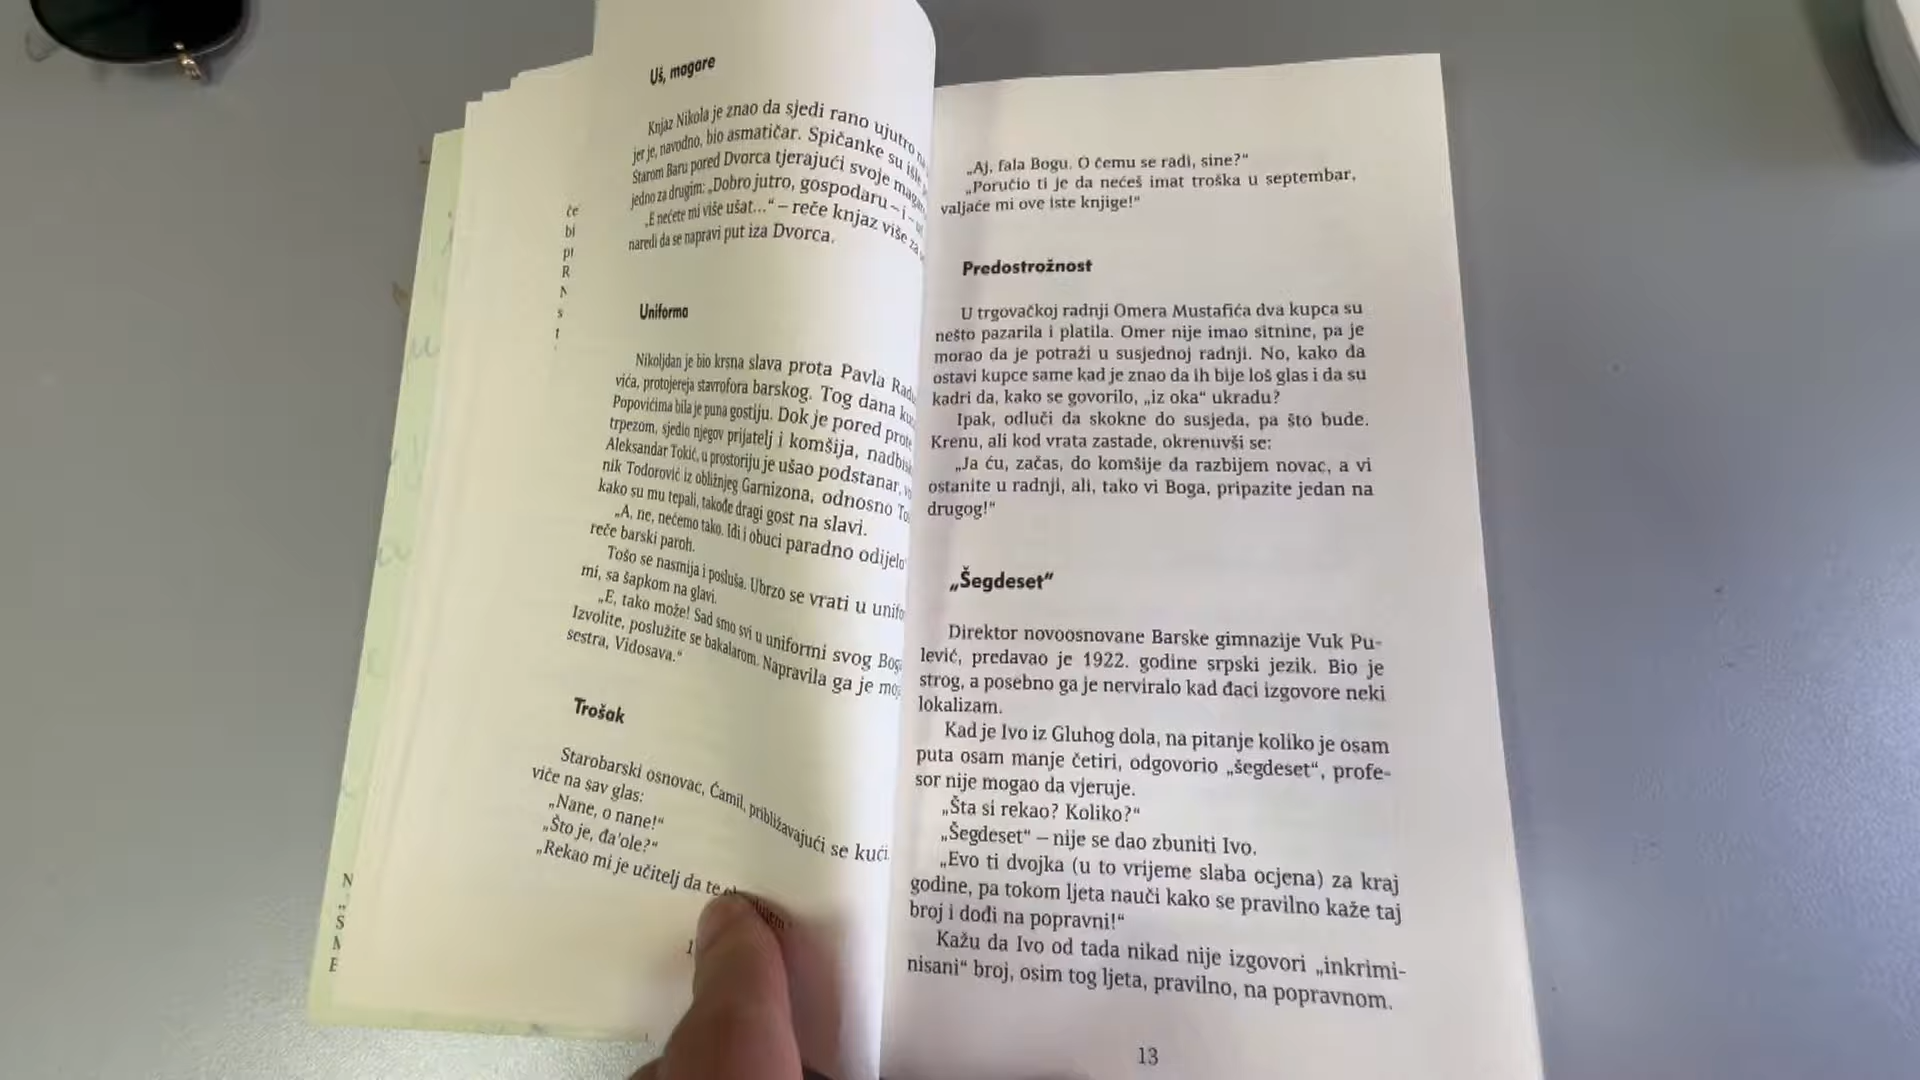 Uš, magare
Knjaz Nikola je znao da sjedi rano ujutro
jer je, navodno, bio asmatičar. Spičanke su išle
Starom Baru pored Dvorca tjerajući svoje
jedno za drugim: „Dobro jutro, gospodaru – i –
„E nećete mi više ušat...“ – reče knjaz više za
naredi da se napravi put iza Dvorca.
Uniforma
Nikoljdan je bio krsna slava prota Pavla
vića, protojereja stavrofora barskog. Tog dana
Popovićima bila je puna gostiju. Dok je pored prote
trpezom, sjedio njegov prijatelj i komšija,
Aleksandar Tokić, u prostoriju je ušao podstanar,
nik Todorović iz obližnjeg Garnizona, odnosno
kako su mu tepali, takođe dragi gost na slavi.
„A, ne, nećemo tako. Idi i obuci paradno odijelo“
reče barski paroh.
Tošo se nasmija i posluša. Ubrzo se vrati u
mi, sa šapkom na glavi.
„E, tako može! Sad smo svi u uniformi svog
Izvolite, poslužite se bakalarom. Napravila ga je
sestra, Vidosava.“
Trošak
Starobarski osnovac, Ćamil, približavajući se kući,
viče na sav glas:
„Nane, o nane!“
„Što je, đa'ole?“
„Rekao mi je učitelj da te
„Aj, fala Bogu. O čemu se radi, sine?“
„Poručio ti je da nećeš imat troška u septembar,
valjaće mi ove iste knjige!“
Predostrožnost
U trgovačkoj radnji Omera Mustafića dva kupca su
nešto pazarila i platila. Omer nije imao sitnine, pa je
morao da je potraži u susjednoj radnji. No, kako da
ostavi kupce same kad je znao da ih bije loš glas i da su
kadri da, kako se govorilo, „iz oka“ ukradu?
Ipak, odluči da skokne do susjeda, pa što bude.
Krenu, ali kod vrata zastade, okrenuvši se:
„Ja ću, začas, do komšije da razbijem novac, a vi
ostanite u radnji, ali, tako vi Boga, pripazite jedan na
drugog!“
„Šegdeset“
Direktor novoosnovane Barske gimnazije Vuk Pu-
lević, predavao je 1922. godine srpski jezik. Bio je
strog, a posebno ga je nerviralo kad đaci izgovore neki
lokalizam.
Kad je Ivo iz Gluhog dola, na pitanje koliko je osam
puta osam manje četiri, odgovorio „šegdeset“, profe-
sor nije mogao da vjeruje.
„Šta si rekao? Koliko?“
„Šegdeset“ – nije se dao zbuniti Ivo.
„Evo ti dvojka (u to vrijeme slaba ocjena) za kraj
godine, pa tokom ljeta nauči kako se pravilno kaže taj
broj i dođi na popravni!“
Kažu da Ivo od tada nikad nije izgovori „inkrimi-
nisani“ broj, osim tog ljeta, pravilno, na popravnom.
13